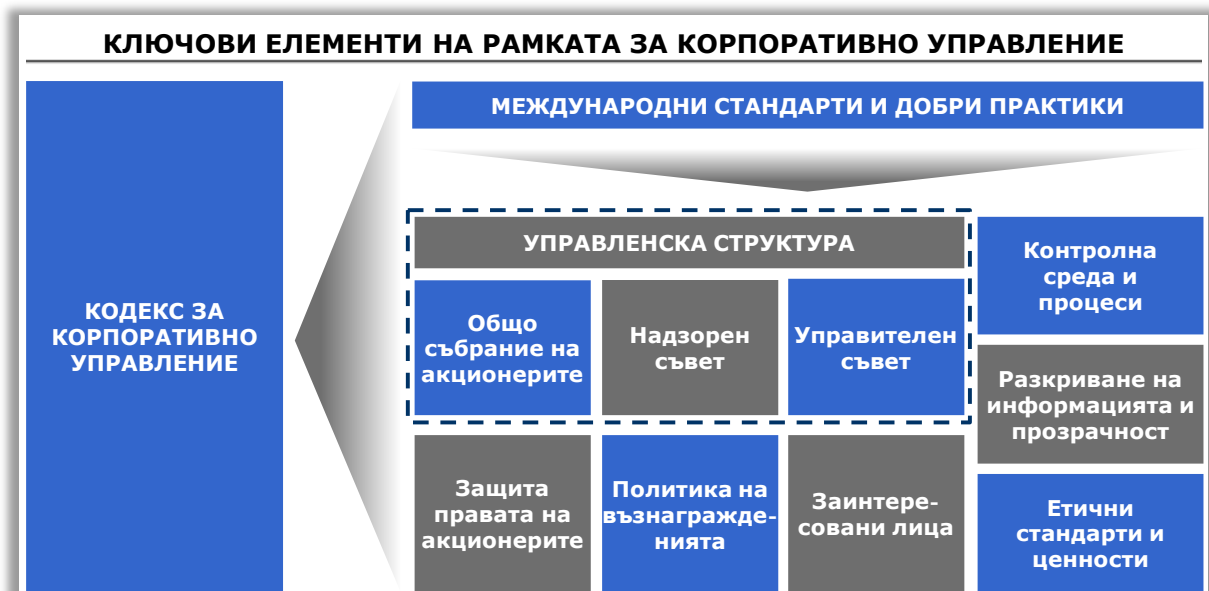 КЛЮЧОВИ ЕЛЕМЕНТИ НА РАМКАТА ЗА КОРПОРАТИВНО УПРАВЛЕНИЕ
КОДЕКС ЗА
КОРПОРАТИВНО
УПРАВЛЕНИЕ
МЕЖДУНАРОДНИ СТАНДАРТИ И ДОБРИ ПРАКТИКИ
УПРАВЛЕНСКА СТРУКТУРА
Общо
събрание на
акционерите
Надзорен
съвет
Управителен
съвет
Защита
правата на
акционерите
Политика на
възнагражде-
нията
Заинтере-
совани лица
Контролна
среда и
процеси
Разкриване на
информацията и
прозрачност
Етични
стандарти и
ценности